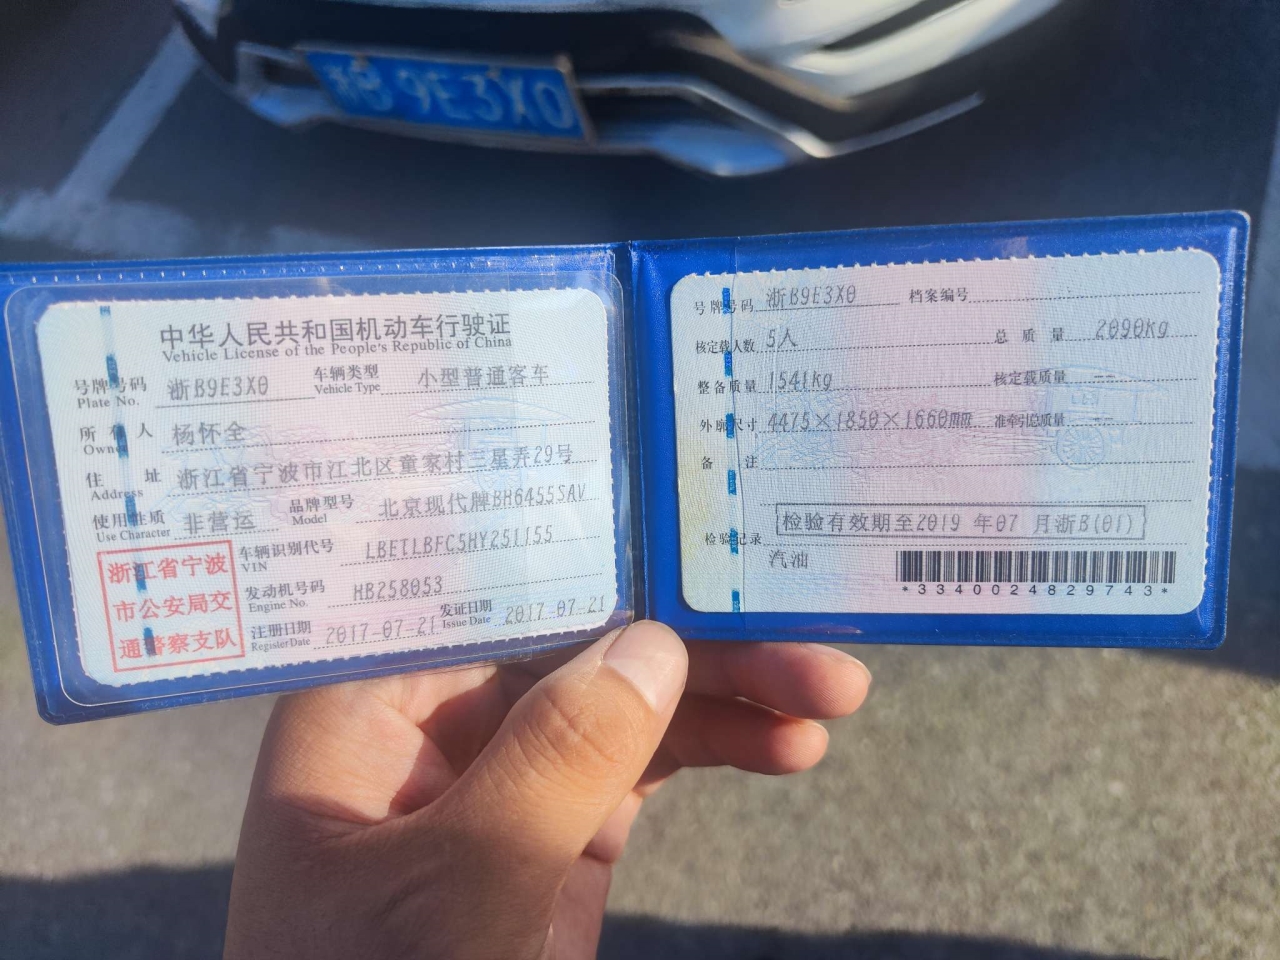 浙B 9E3X0
中华人民共和国机动车行驶证
Vehicle License of the People's Republic of China
号牌号码 浙B9E3X0 车辆类型 小型普通客车
Plate No. Vehicle Type
所有人 杨怀全
Owner
住址 浙江省宁波市江北区童家村三星弄29号
Address
使用性质 非营运 品牌型号 北京现代牌BH6455SAV
Use Character Model
浙江省宁波
市公安局交
通警察支队
车辆识别代号 LBETLBFC5HY251155
VIN
发动机号码 HB258053
Engine No.
注册日期 2017-07-21 发证日期 2017-07-21
Register Date Issue Date
号牌号码 浙B9E3X0 档案编号
核定载人数 5人 总质量 2090kg
整备质量 1541kg 核定载质量 --
外廓尺寸 4475×1850×1660mm 准牵引总质量 --
备注
检验记录 检验有效期至2019年07月浙B(01)
汽油
*3340024829743*